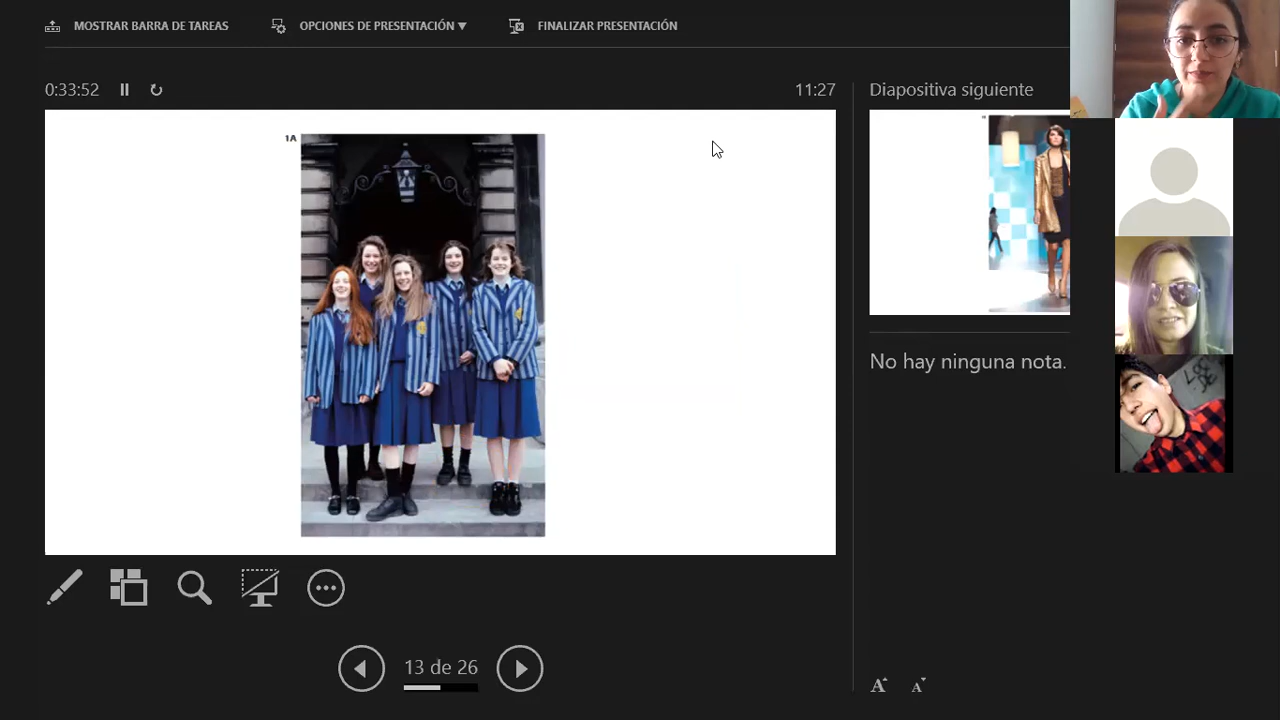 MOSTRAR BARRA DE TAREAS
OPCIONES DE PRESENTACIÓN ▼
FINALIZAR PRESENTACIÓN
0:33:52
11:27
Diapositiva siguiente
1A
No hay ninguna nota.
13 de 26
A
A